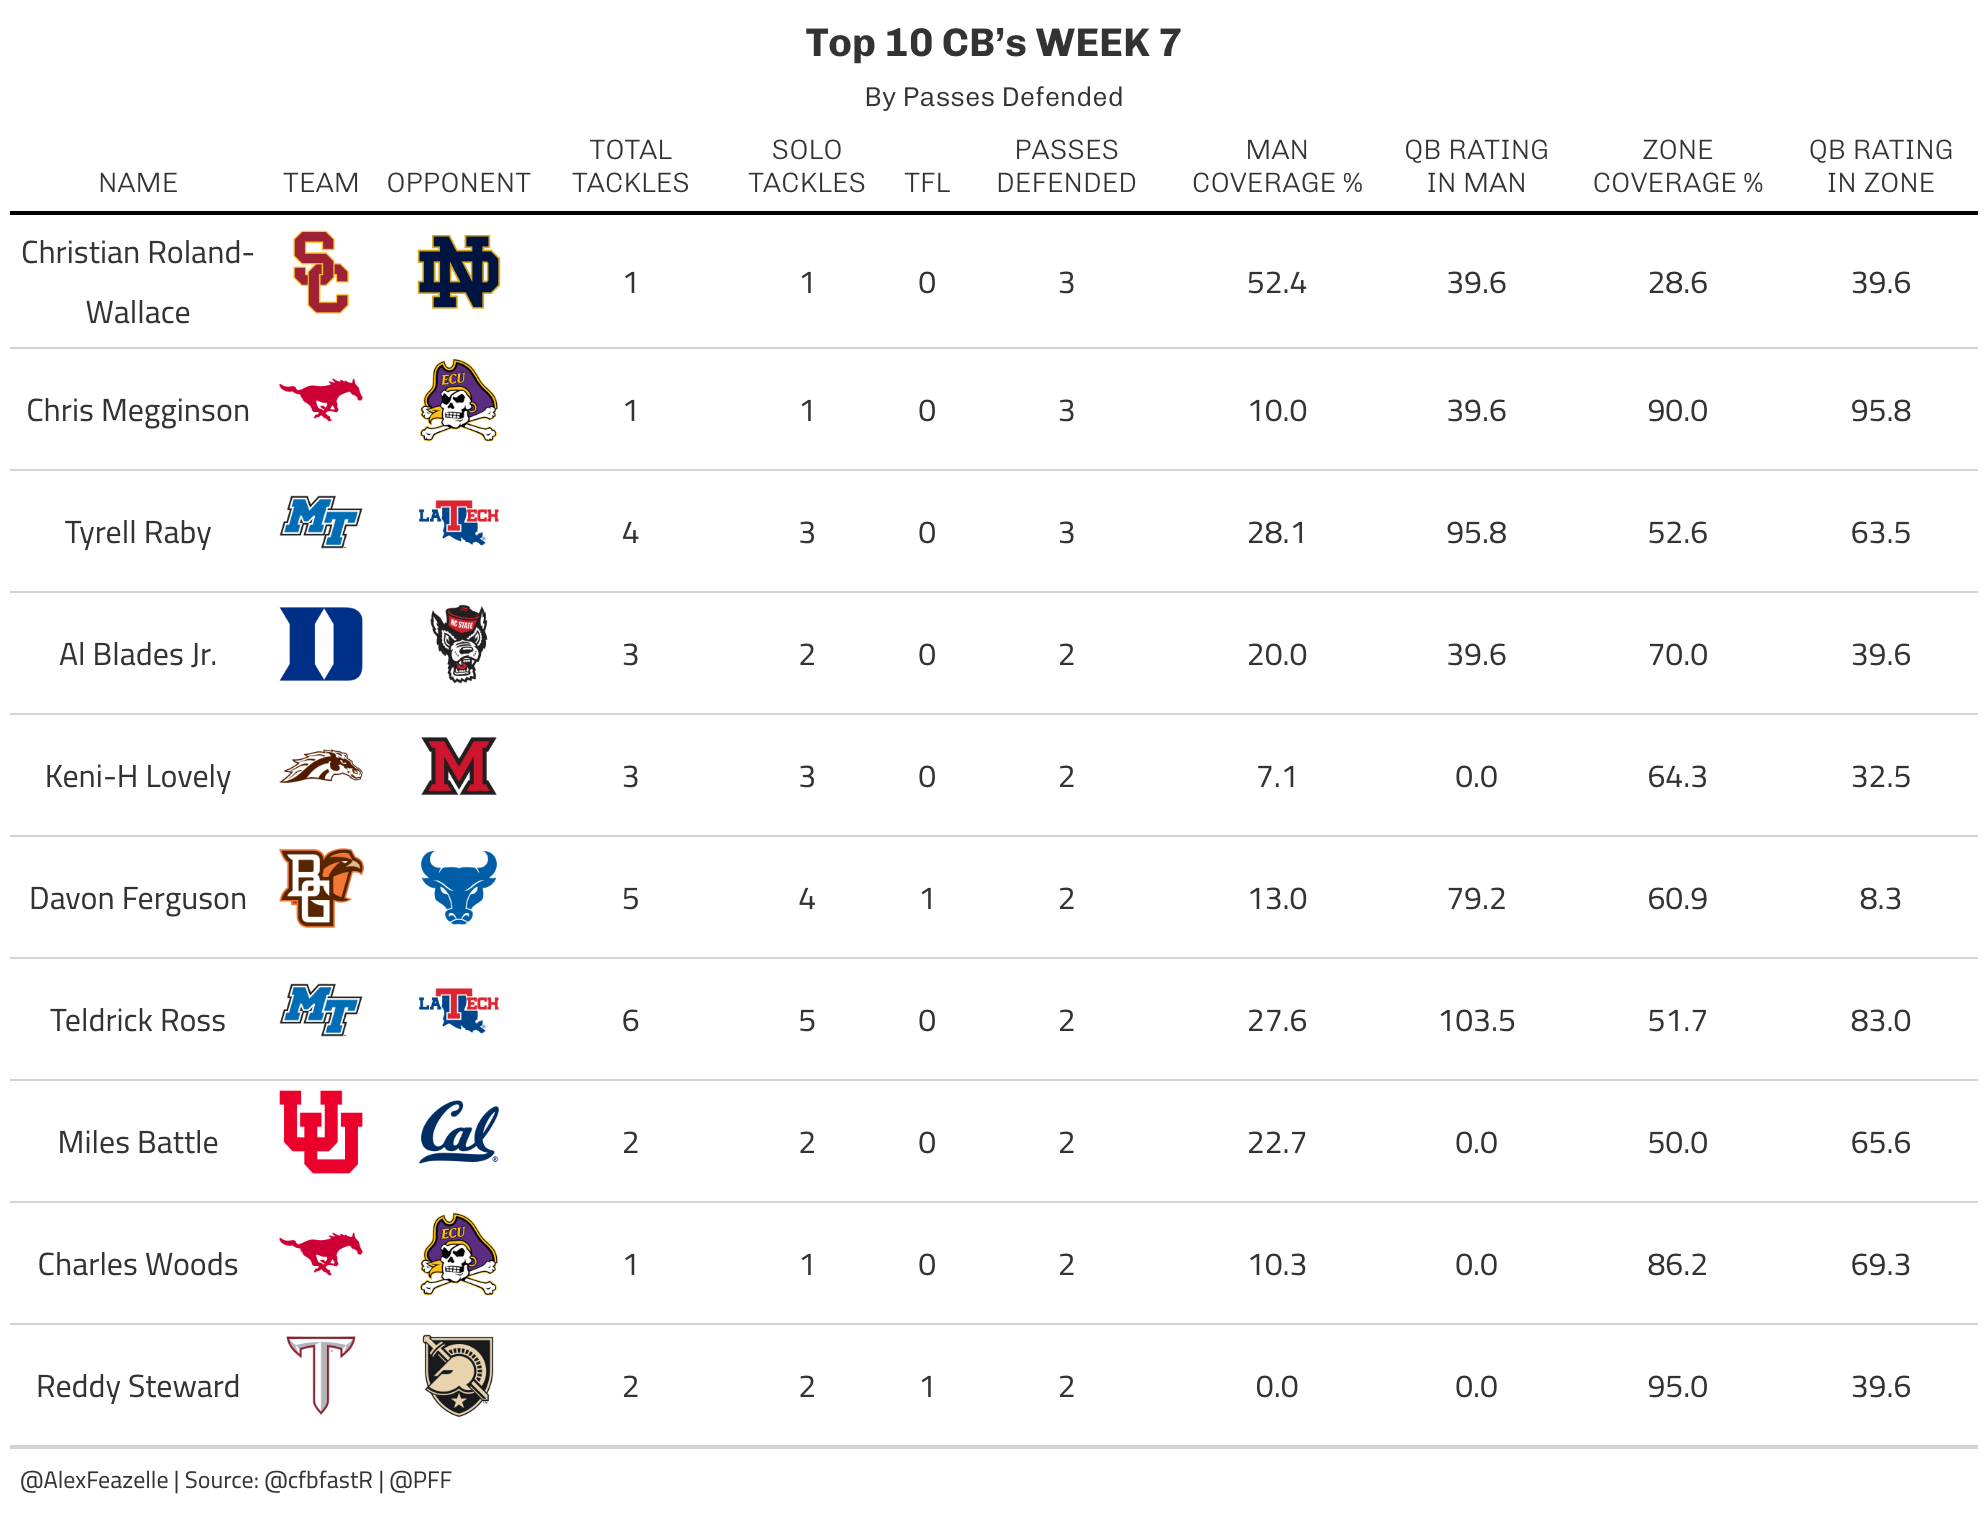 Top 10 CB’s WEEK 7
By Passes Defended
NAME TEAM OPPONENT TOTAL TACKLES SOLO TACKLES TFL PASSES DEFENDED MAN COVERAGE % QB RATING IN MAN ZONE COVERAGE % QB RATING IN ZONE
Christian Roland-
Wallace SC ND 1 1 0 3 52.4 39.6 28.6 39.6
Chris Megginson ECU 1 1 0 3 10.0 39.6 90.0 95.8
Tyrell Raby MT LA TECH 4 3 0 3 28.1 95.8 52.6 63.5
Al Blades Jr. D NC STATE 3 2 0 2 20.0 39.6 70.0 39.6
Keni-H Lovely M 3 3 0 2 7.1 0.0 64.3 32.5
Davon Ferguson BG 5 4 1 2 13.0 79.2 60.9 8.3
Teldrick Ross MT LA TECH 6 5 0 2 27.6 103.5 51.7 83.0
Miles Battle UU Cal 2 2 0 2 22.7 0.0 50.0 65.6
Charles Woods ECU 1 1 0 2 10.3 0.0 86.2 69.3
Reddy Steward T 2 2 1 2 0.0 0.0 95.0 39.6
@AlexFeazelle | Source: @cfbfastR | @PFF